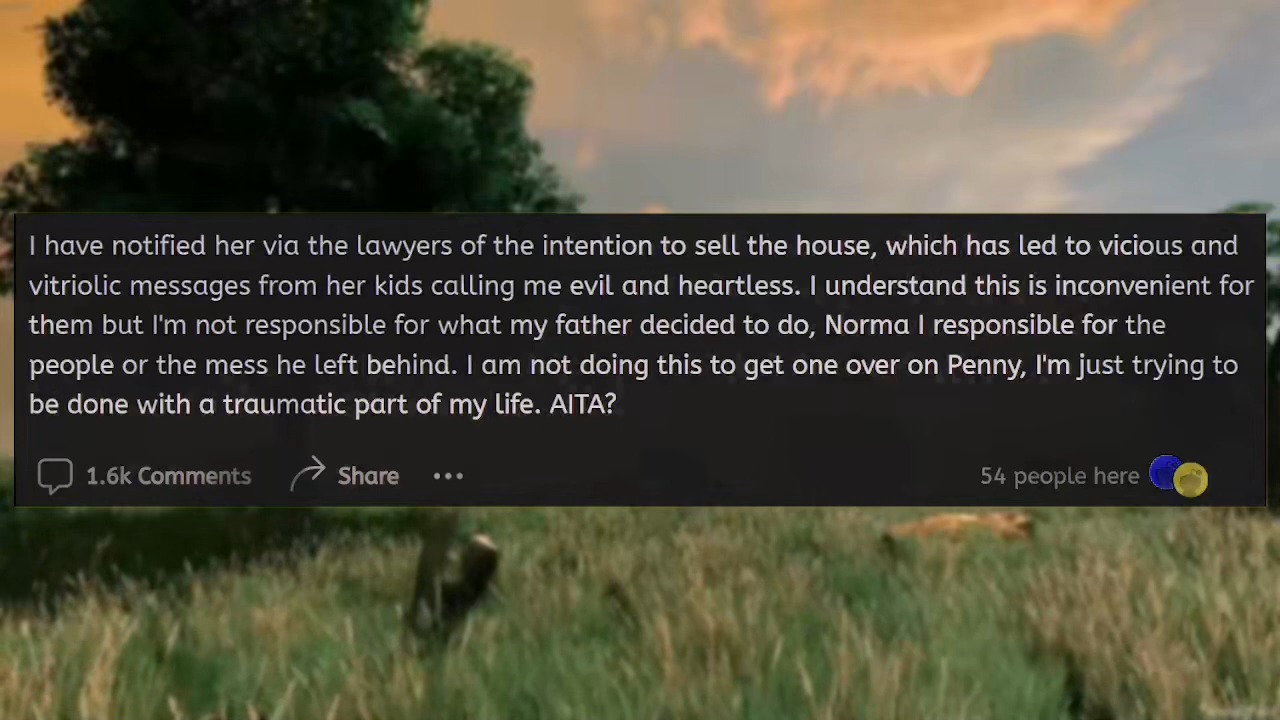 I have notified her via the lawyers of the intention to sell the house, which has led to vicious and
vitriolic messages from her kids calling me evil and heartless. I understand this is inconvenient for
them but I'm not responsible for what my father decided to do, Norma I responsible for the
people or the mess he left behind. I am not doing this to get one over on Penny, I'm just trying to
be done with a traumatic part of my life. AITA?
1.6k Comments Share ••• 54 people here